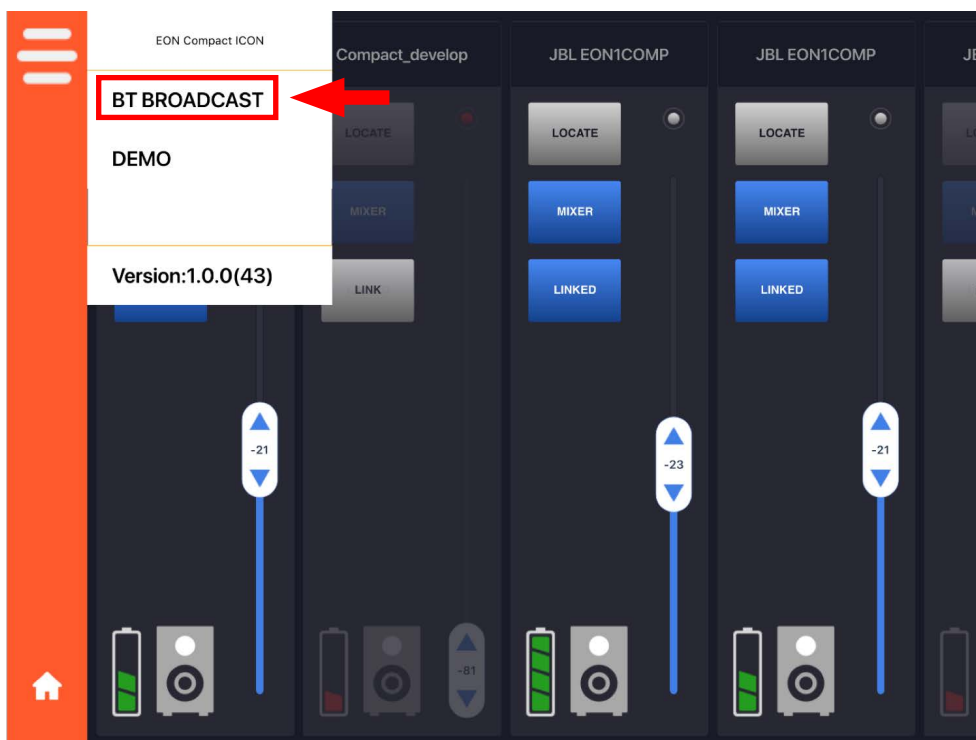 EON Compact ICON
BT BROADCAST
DEMO
Version:1.0.0(43)
-21
Compact_develop
LOCATE
MIXER
LINK
-81
JBL EON1COMP
LOCATE
MIXER
LINKED
-23
JBL EON1COMP
LOCATE
MIXER
LINKED
-21